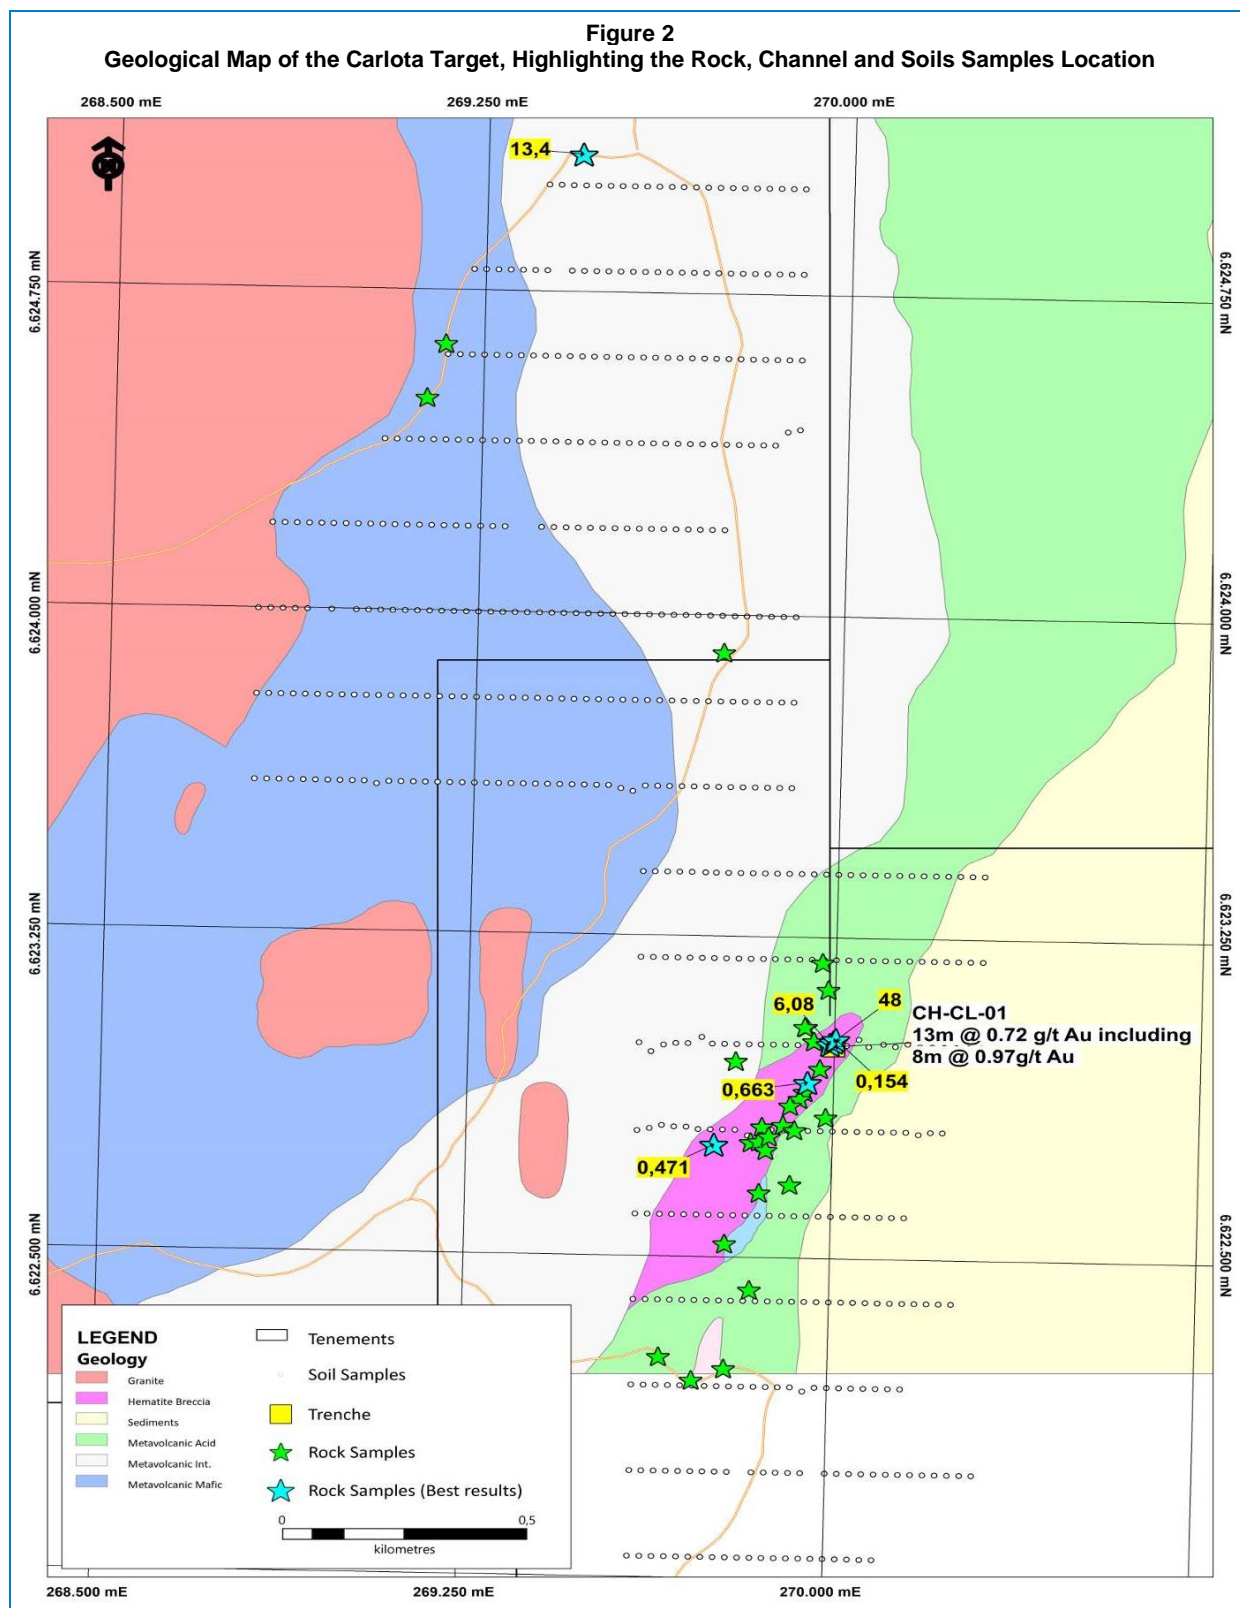 Figure 2
Geological Map of the Carlota Target, Highlighting the Rock, Channel and Soils Samples Location
268.500 mE
269.250 mE
270.000 mE
13,4
6.624.750 mN
6.624.750 mN
6.624.000 mN
6.624.000 mN
6.623.250 mN
6.623.250 mN
6,08
48
CH-CL-01
13m @ 0.72 g/t Au including
8m @ 0.97g/t Au
0,663
0,154
0,471
6.622.500 mN
6.622.500 mN
LEGEND
Geology
Granite
Hematite Breccia
Sediments
Metavolcanic Acid
Metavolcanic Int.
Metavolcanic Mafic
Tenements
Soil Samples
Trenche
Rock Samples
Rock Samples (Best results)
0
0,5
kilometres
268.500 mE
269.250 mE
270.000 mE